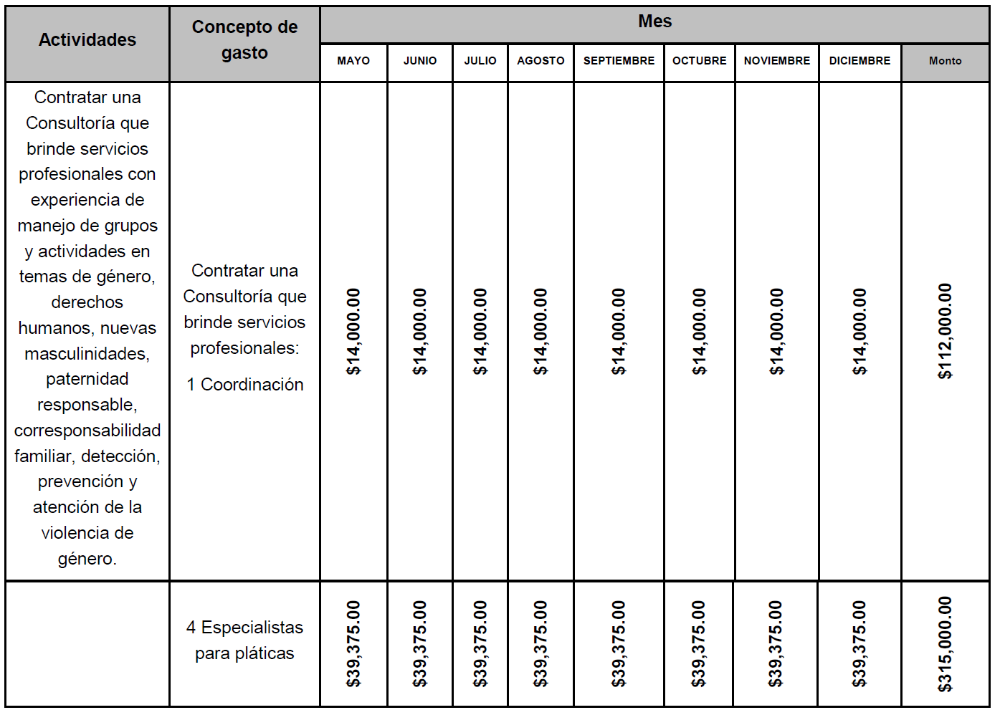 Actividades
Concepto de
gasto
Mes
MAYO
JUNIO
JULIO
AGOSTO
SEPTIEMBRE
OCTUBRE
NOVIEMBRE
DICIEMBRE
Monto
Contratar una
Consultoría que
brinde servicios
profesionales con
experiencia de
manejo de grupos
y actividades en
temas de género,
derechos
humanos, nuevas
masculinidades,
paternidad
responsable,
corresponsabilidad
familiar, detección,
prevención y
atención de la
violencia de
género.
Contratar una
Consultoría que
brinde servicios
profesionales:
1 Coordinación
$14,000.00
$14,000.00
$14,000.00
$14,000.00
$14,000.00
$14,000.00
$14,000.00
$14,000.00
$112,000.00
4 Especialistas
para pláticas
$39,375.00
$39,375.00
$39,375.00
$39,375.00
$39,375.00
$39,375.00
$39,375.00
$39,375.00
$315,000.00